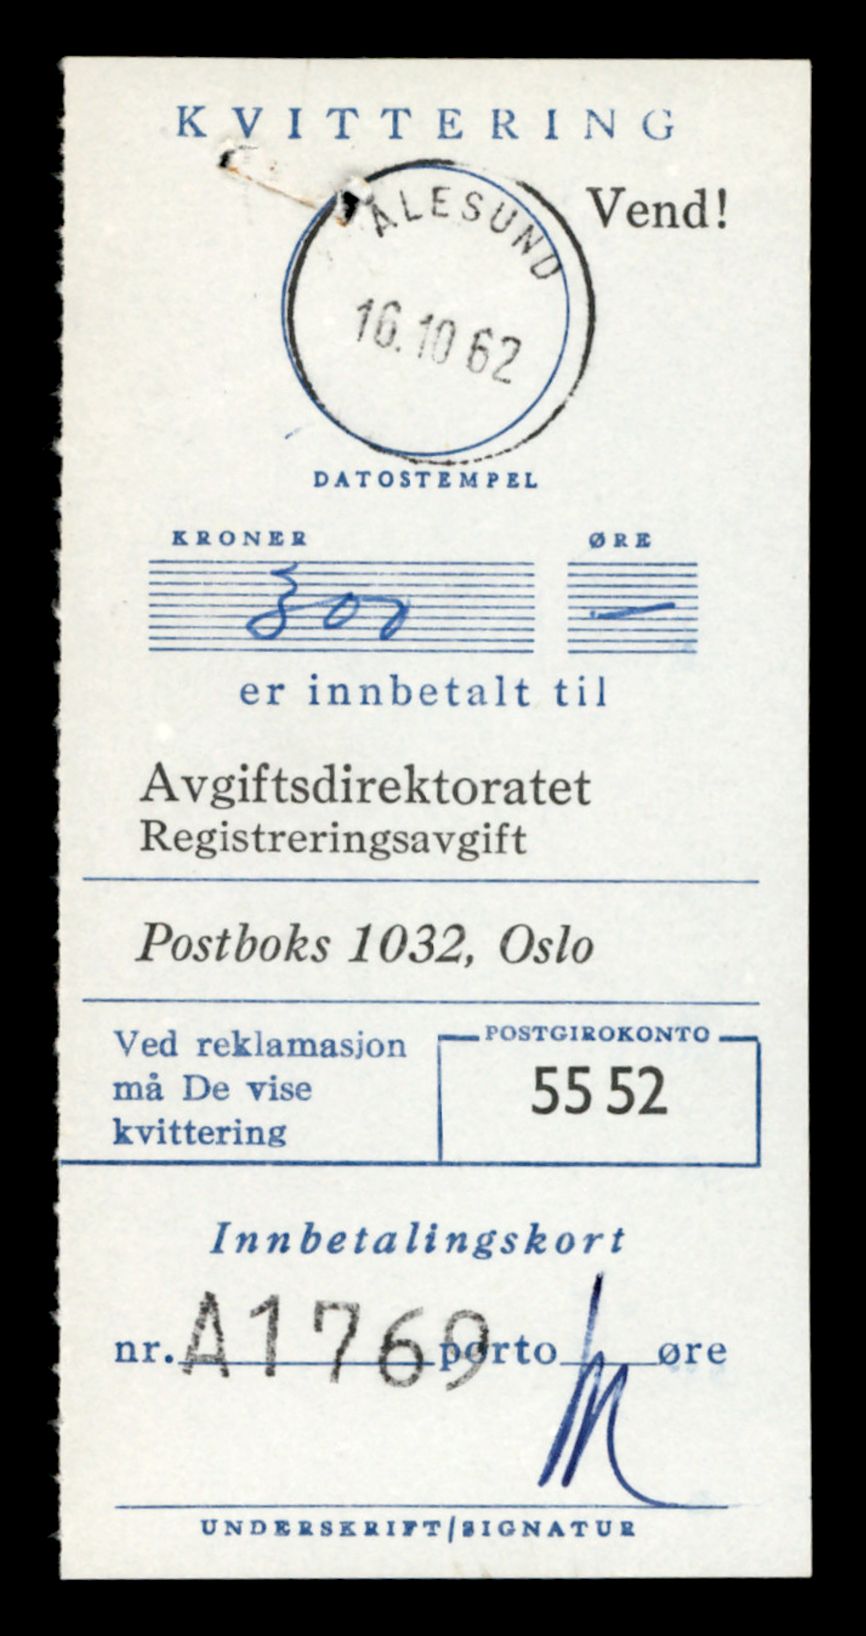 KVITTERING
Vend!
ÅLESUND
16.10 62
DATOSTEMPEL
KRONER ØRE
300 —
er innbetalt til
Avgiftsdirektoratet
Registreringsavgift
Postboks 1032, Oslo
Ved reklamasjon
må De vise
kvittering
POSTGIROKONTO
55 52
Innbetalingskort
nr. A1769 porto øre
UNDERSKRIFT/SIGNATUR